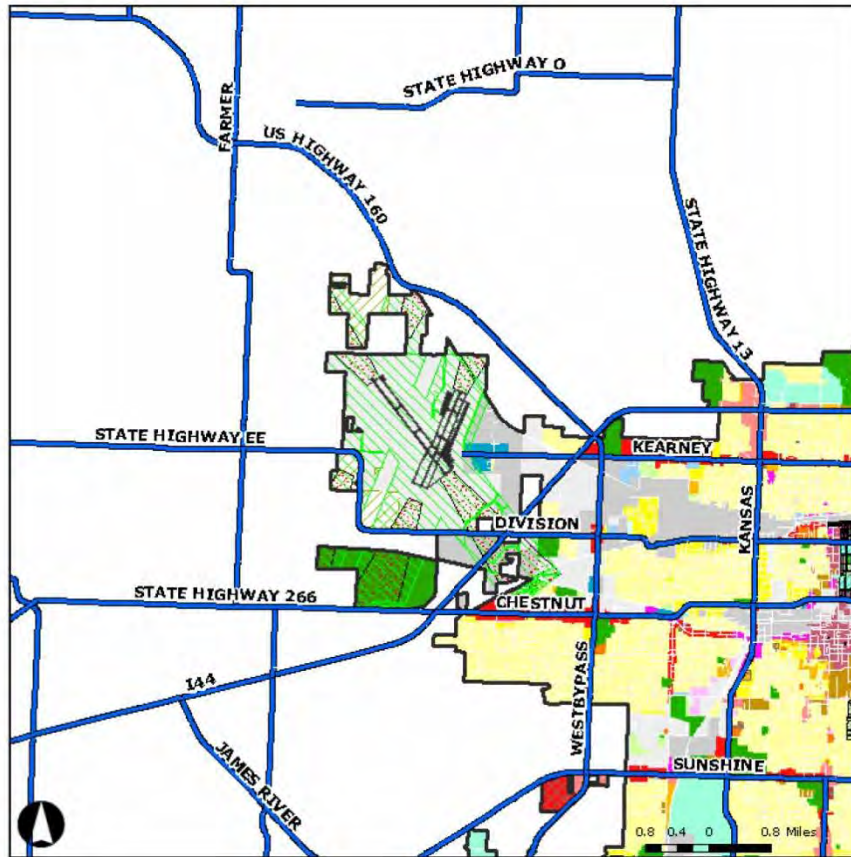 STATE HIGHWAY O
FARMER
US HIGHWAY 160
STATE HIGHWAY 13
STATE HIGHWAY EE
KEARNEY
KANSAS
DIVISION
STATE HIGHWAY 266
CHESTNUT
WESTBYPASS
I44
JAMES RIVER
SUNSHINE
0.8 0.4 0 0.8 Miles